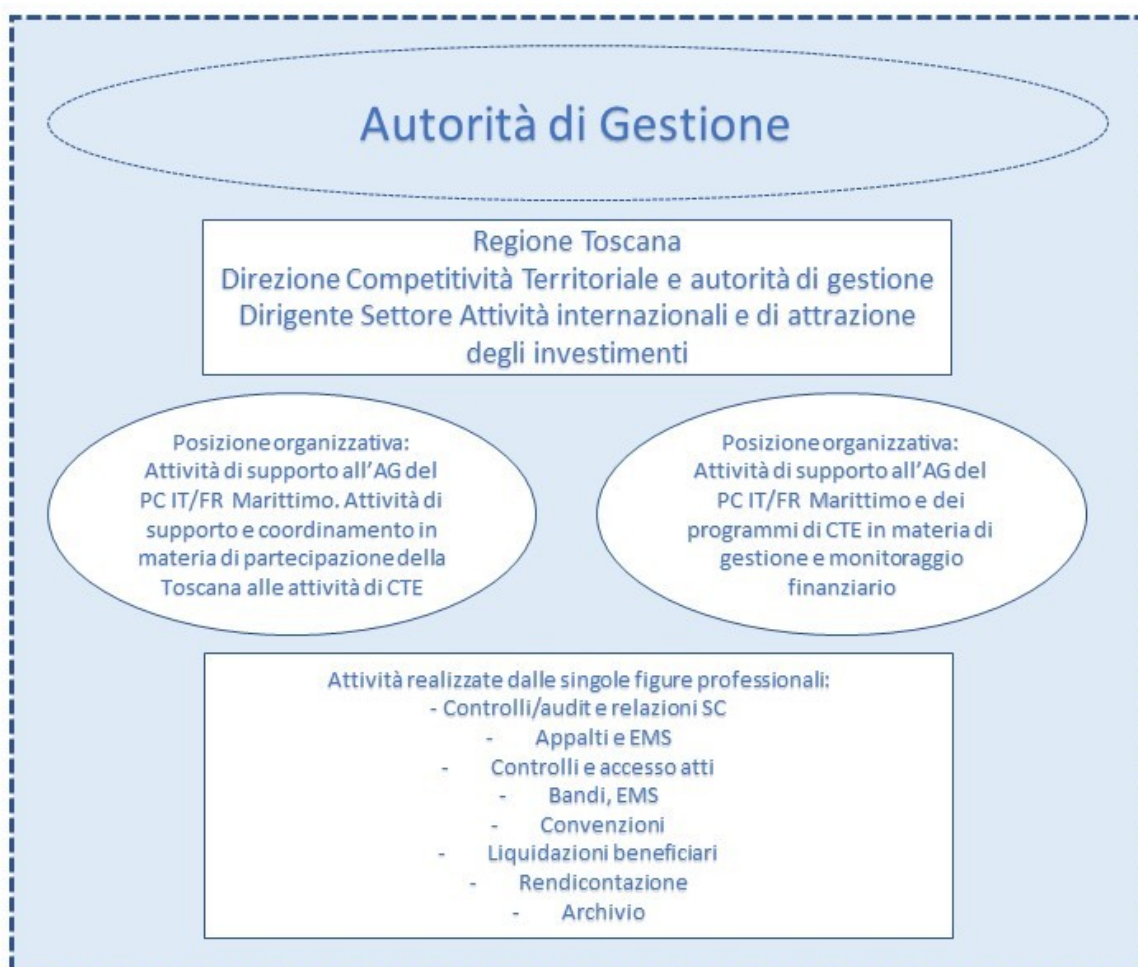 Autorità di Gestione
Regione Toscana
Direzione Competitività Territoriale e autorità di gestione
Dirigente Settore Attività internazionali e di attrazione
degli investimenti
Posizione organizzativa:
Attività di supporto all'AG del
PC IT/FR Marittimo. Attività di
supporto e coordinamento in
materia di partecipazione della
Toscana alle attività di CTE
Posizione organizzativa:
Attività di supporto all'AG del
PC IT/FR Marittimo e dei
programmi di CTE in materia di
gestione e monitoraggio
finanziario
Attività realizzate dalle singole figure professionali:
- Controlli/audit e relazioni SC
- Appalti e EMS
- Controlli e accesso atti
- Bandi, EMS
- Convenzioni
- Liquidazioni beneficiari
- Rendicontazione
- Archivio